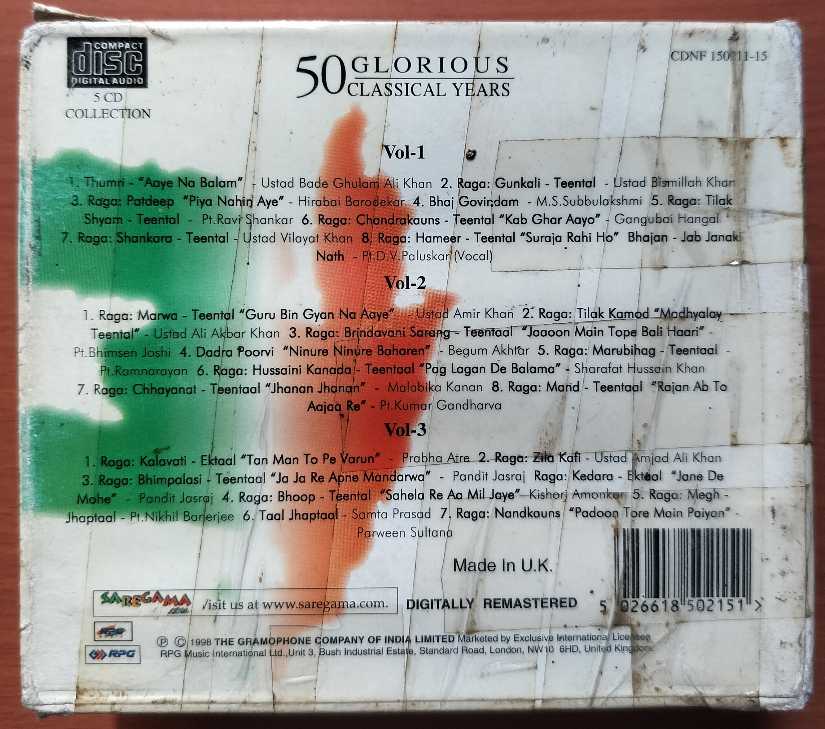 COMPACT
disc
DIGITAL AUDIO
5 CD
COLLECTION
50 GLORIOUS
CLASSICAL YEARS
CDNF 150211-15
Vol-1
1. Thumri - "Aaye Na Balam" - Ustad Bade Ghulam Ali Khan 2. Raga: Gunkali - Teental - Ustad Bismillah Khan
3. Raga: Patdeep "Piya Nahin Aye" - Hirabai Barodekar 4. Bhaj Govindam - M.S.Subbulakshmi 5. Raga: Tilak
Shyam - Teental - Pt.Ravi Shankar 6. Raga: Chandrakauns - Teental "Kab Ghar Aayo" - Gangubai Hangal
7. Raga: Shankara - Teental - Ustad Vilayat Khan 8. Raga: Hameer - Teental "Suraja Rahi Ho" Bhajan - Jab Janaki
Nath - Pt.D.V.Paluskar (Vocal)
Vol-2
1. Raga: Marwa - Teental "Guru Bin Gyan Na Aaye" - Ustad Amir Khan 2. Raga: Tilak Kamod "Madhyalay
Teental" - Ustad Ali Akbar Khan 3. Raga: Brindavani Sarang - Teentaal "Jaaoon Main Tope Bali Haari" -
Pt.Bhimsen Joshi 4. Dadra Poorvi "Ninure Ninure Baharen" - Begum Akhtar 5. Raga: Marubihag - Teentaal -
Pt.Ramnarayan 6. Raga: Hussaini Kanada - Teentaal "Pag Lagan De Balama" - Sharafat Hussain Khan
7. Raga: Chhayanat - Teentaal "Jhanan Jhanan" - Malabika Kanan 8. Raga: Mand - Teentaal "Rajan Ab To
Aajaa Re" - Pt.Kumar Gandharva
Vol-3
1. Raga: Kalavati - Ektaal "Tan Man To Pe Varun" - Prabha Atre 2. Raga: Zila Kafi - Ustad Amjad Ali Khan
3. Raga: Bhimpalasi - Teentaal "Ja Ja Re Apne Mandarwa" - Pandit Jasraj Raga: Kedara - Ektaal "Jane De
Mohe" - Pandit Jasraj 4. Raga: Bhoop - Teental "Sahela Re Aa Mil Jaye" Kishori Amonkar 5. Raga: Megh -
Jhaptaal - Pt.Nikhil Banerjee 6. Taal Jhaptaal - Samta Prasad 7. Raga: Nandkauns "Padoon Tore Main Paiyan" -
Parween Sultana
Made In U.K.
SAREGAMA
.com
Visit us at www.saregama.com.
DIGITALLY REMASTERED
5 026618 502151 >
RPG
Ⓟ © 1998 THE GRAMOPHONE COMPANY OF INDIA LIMITED Marketed by Exclusive International Licensee
RPG Music International Ltd.,Unit 3, Bush Industrial Estate, Standard Road, London, NW10 6HD, United Kingdom